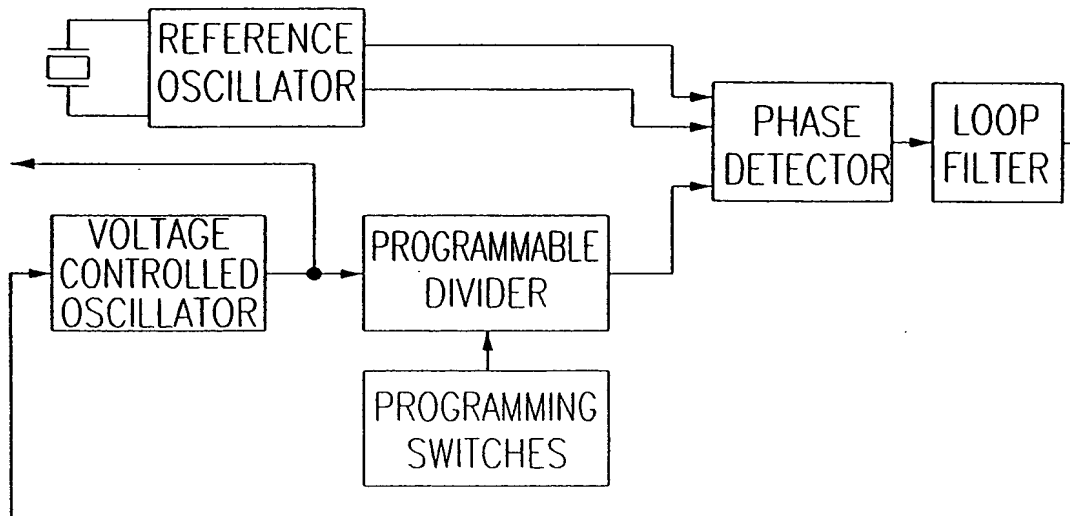 REFERENCE
OSCILLATOR
PHASE
DETECTOR
LOOP
FILTER
VOLTAGE
CONTROLLED
OSCILLATOR
PROGRAMMABLE
DIVIDER
PROGRAMMING
SWITCHES